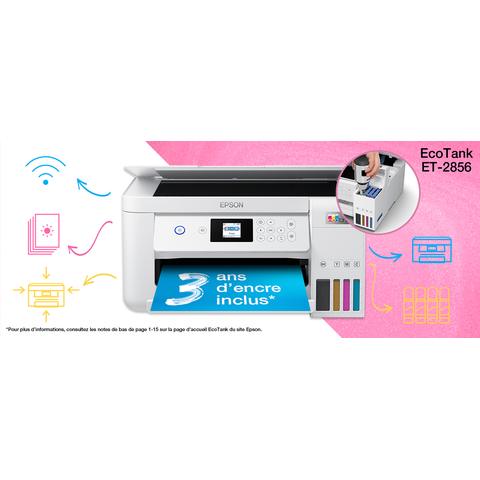 EcoTank
ET-2856
EPSON
3 ans
d'encre
inclus*
*Pour plus d'informations, consultez les notes de bas de page 1-15 sur la page d'accueil EcoTank du site Epson.